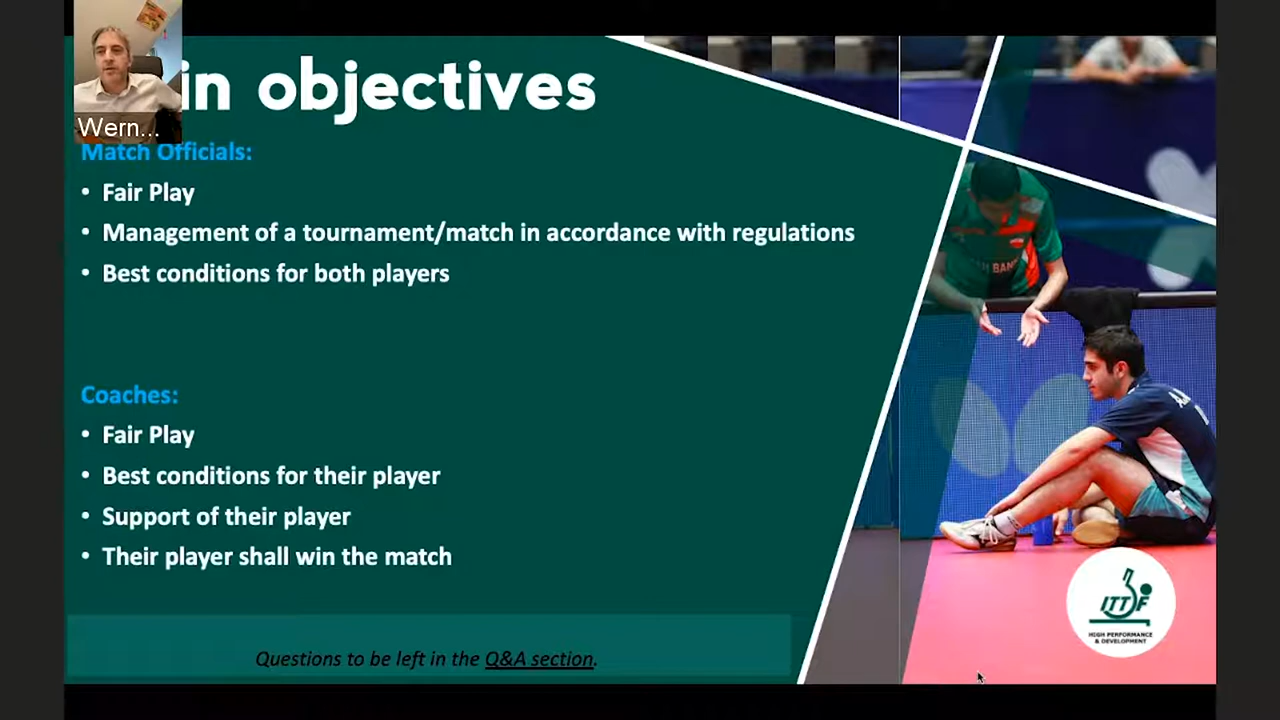 in objectives
Wern...
Match Officials:
• Fair Play
• Management of a tournament/match in accordance with regulations
• Best conditions for both players
Coaches:
• Fair Play
• Best conditions for their player
• Support of their player
• Their player shall win the match
Questions to be left in the Q&A section.
ITTF
HIGH PERFORMANCE
& DEVELOPMENT